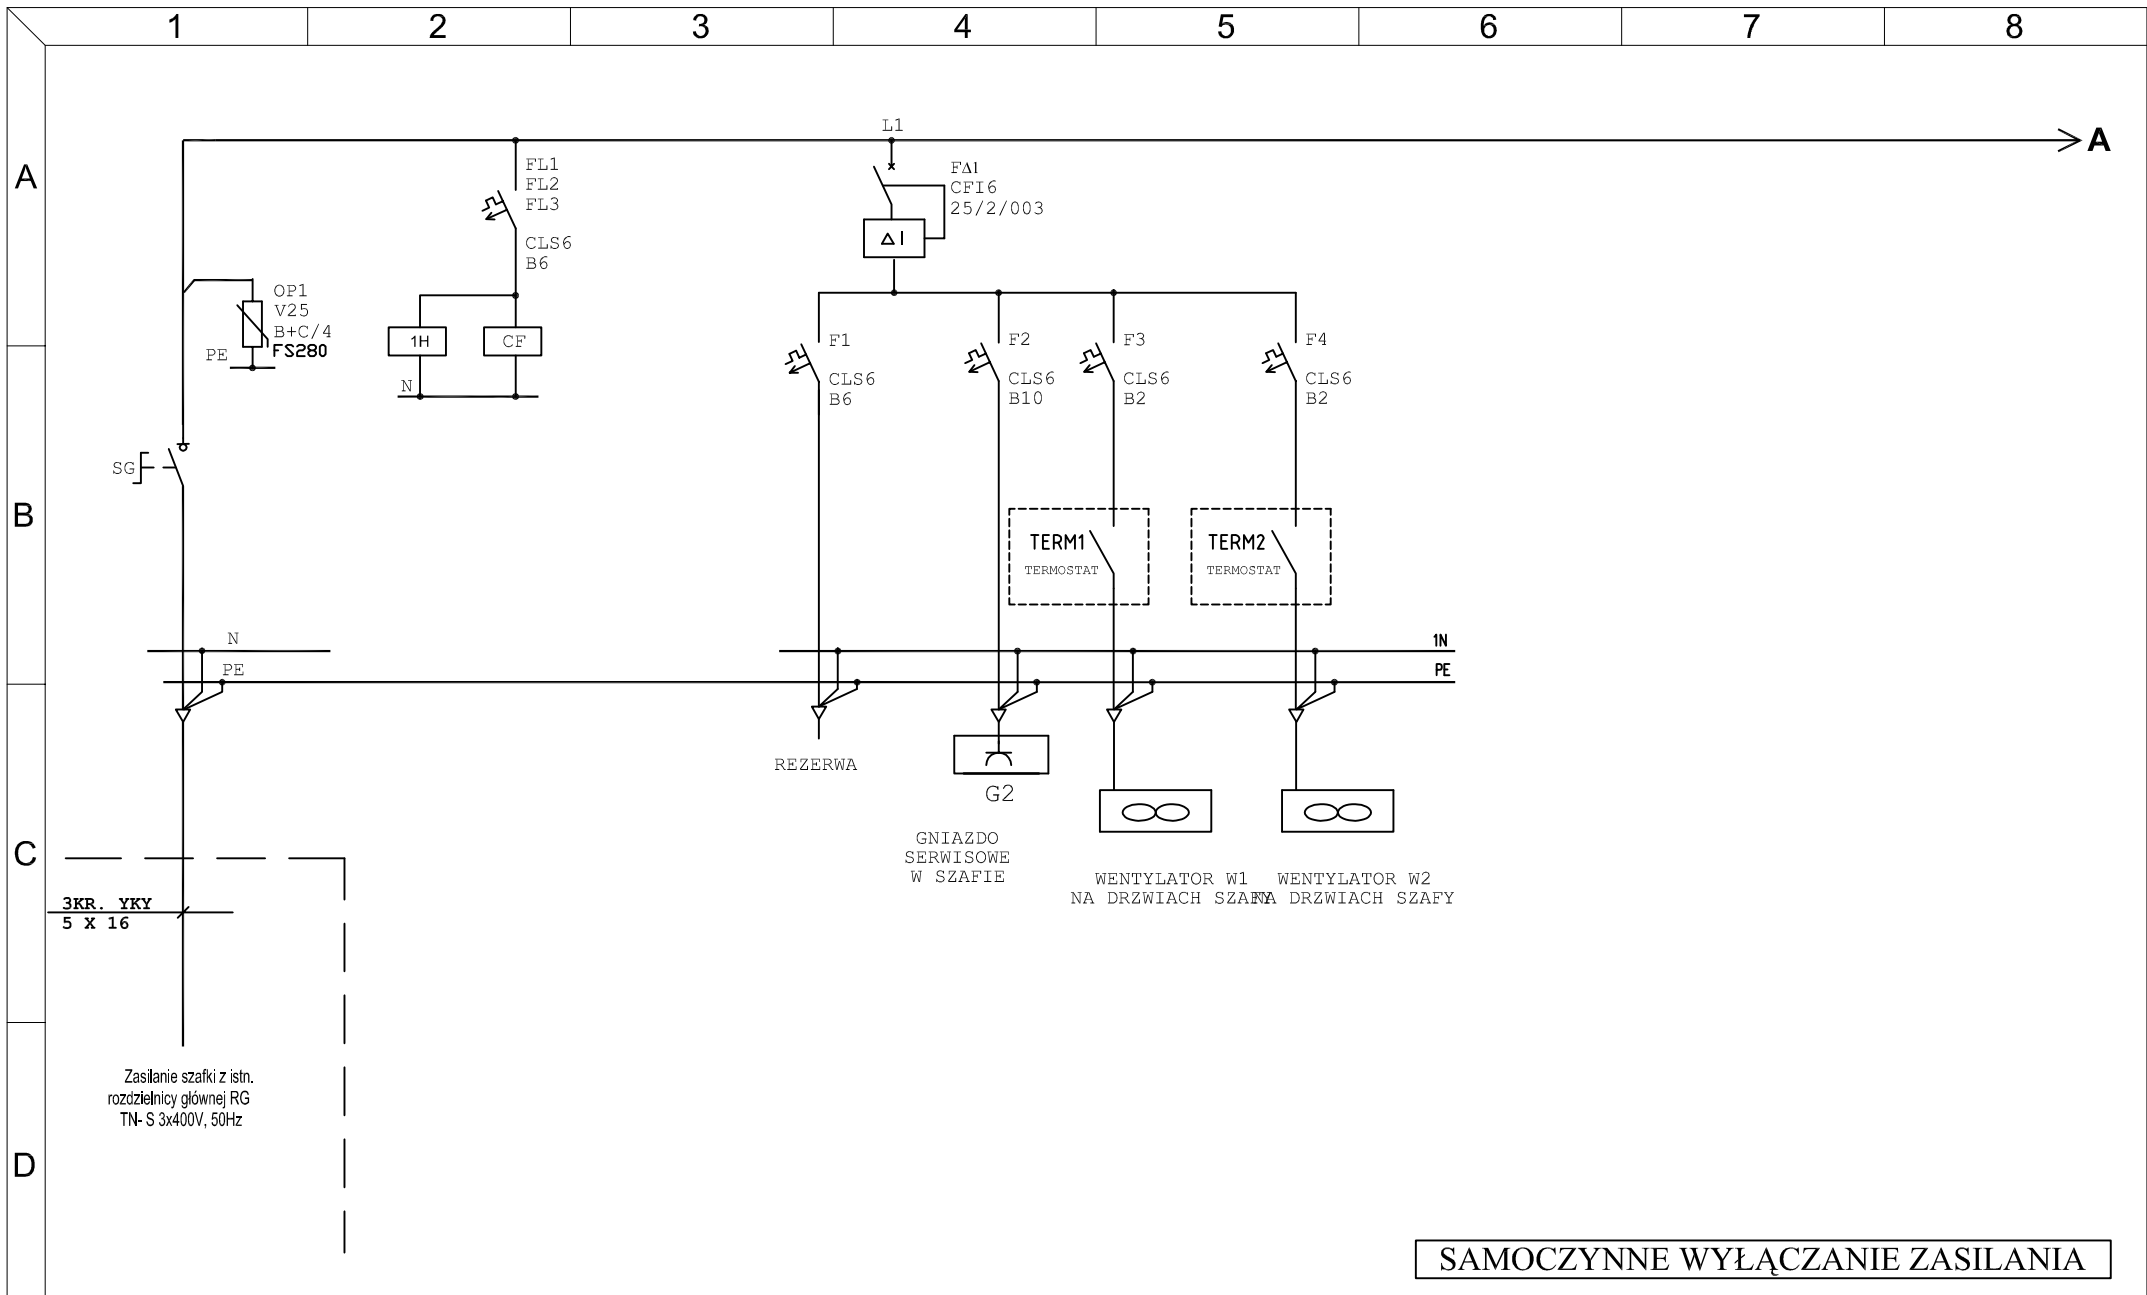 1 2 3 4 5 6 7 8
A
B
C
D
L1
A
FL1
FL2
FL3
CLS6
B6
FΔ1
CFI6
25/2/003
Δ I
OP1
V25
B+C/4
FS280
PE
1H
CF
N
SG
F1
CLS6
B6
F2
CLS6
B10
F3
CLS6
B2
F4
CLS6
B2
TERM1
TERMOSTAT
TERM2
TERMOSTAT
N
PE
1N
PE
REZERWA
G2
GNIAZDO
SERWISOWE
W SZAFIE
WENTYLATOR W1
NA DRZWIACH SZAFY
WENTYLATOR W2
NA DRZWIACH SZAFY
3KR. YKY
5 X 16
Zasilanie szafki z istn.
rozdzielnicy głównej RG
TN- S 3x400V, 50Hz
SAMOCZYNNE WYŁĄCZANIE ZASILANIA